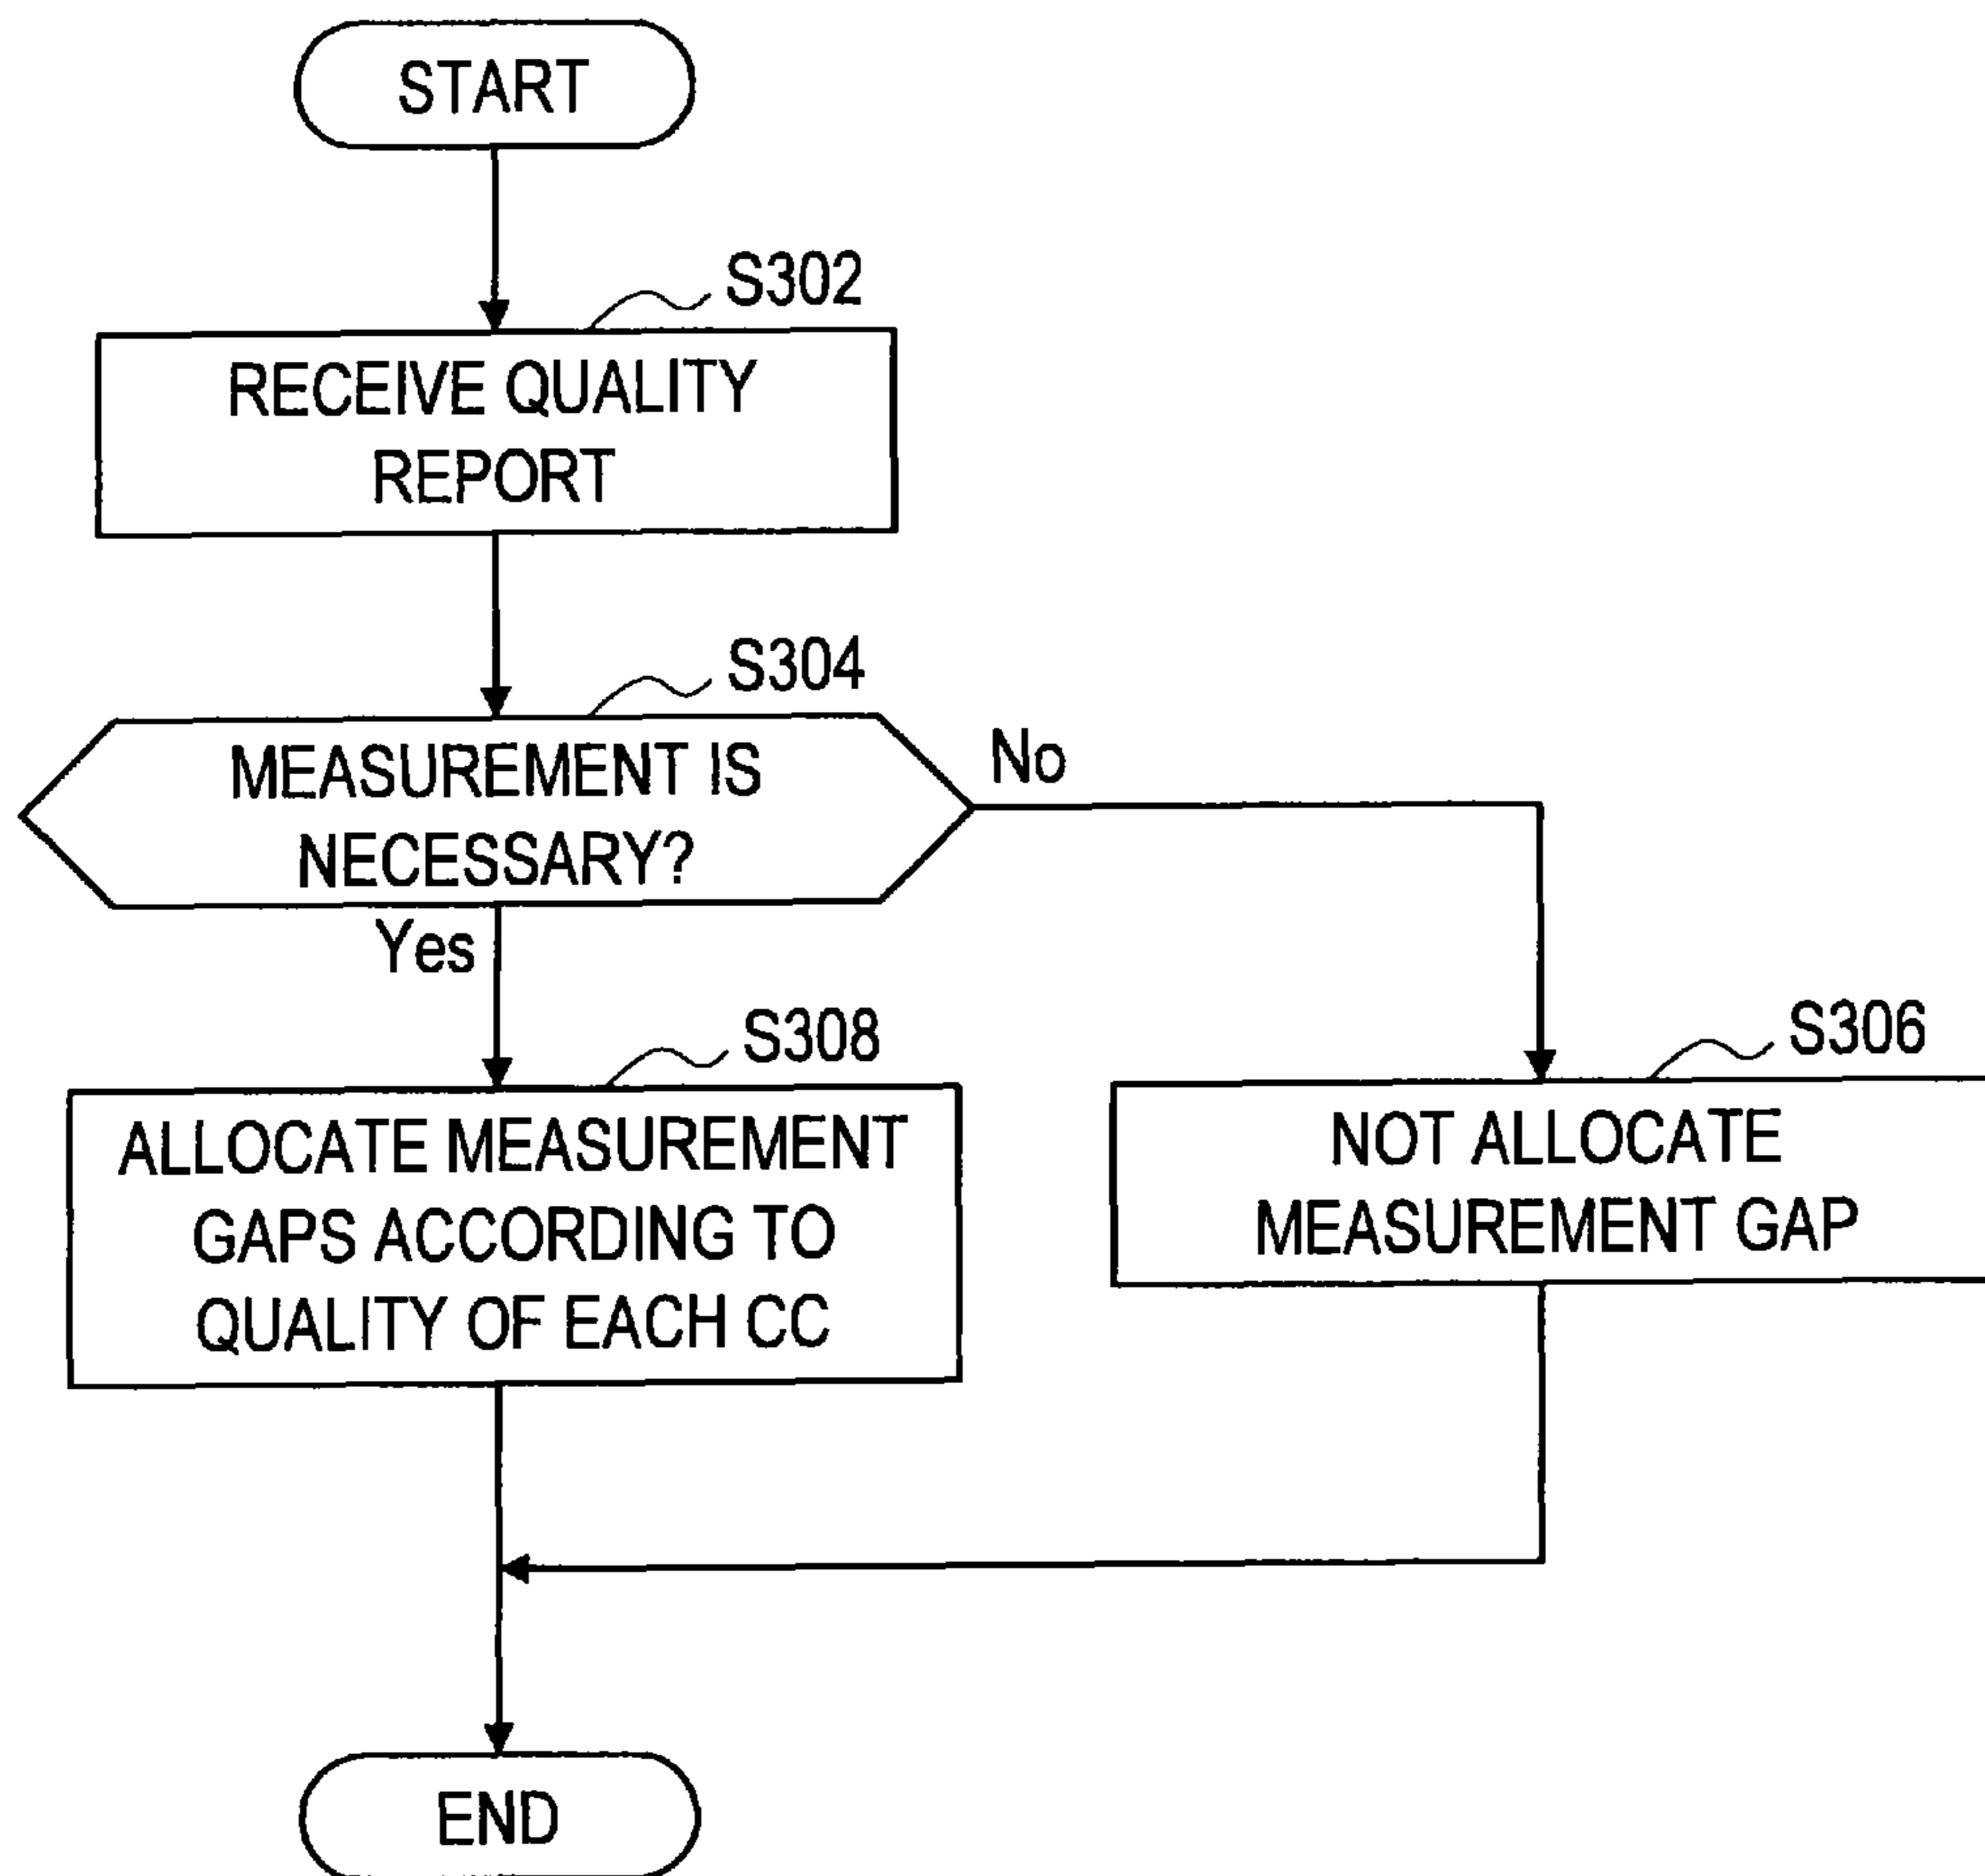 START
S302
RECEIVE QUALITY
REPORT
S304
MEASUREMENT IS
NECESSARY?
No
Yes
S308
ALLOCATE MEASUREMENT
GAPS ACCORDING TO
QUALITY OF EACH CC
S306
NOT ALLOCATE
MEASUREMENT GAP
END